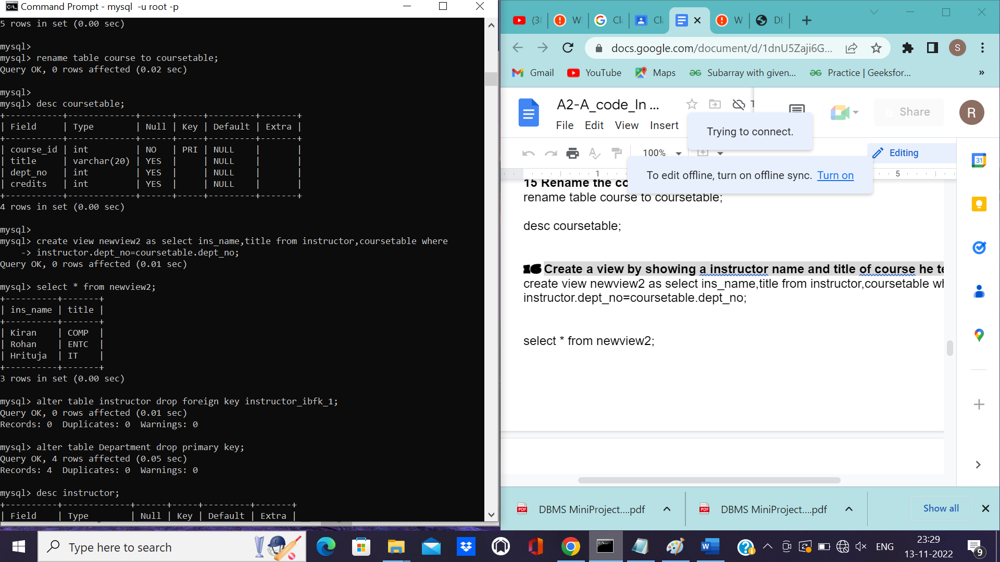 Command Prompt - mysql  -u root -p
5 rows in set (0.00 sec)
mysql>
mysql> rename table course to coursetable;
Query OK, 0 rows affected (0.02 sec)
mysql>
mysql> desc coursetable;
+-----------+-------------+------+-----+---------+-------+
| Field     | Type        | Null | Key | Default | Extra |
+-----------+-------------+------+-----+---------+-------+
| course_id | int         | NO   | PRI | NULL    |       |
| title     | varchar(20) | YES  |     | NULL    |       |
| dept_no   | int         | YES  |     | NULL    |       |
| credits   | int         | YES  |     | NULL    |       |
+-----------+-------------+------+-----+---------+-------+
4 rows in set (0.00 sec)
mysql>
mysql> create view newview2 as select ins_name,title from instructor,coursetable where
    -> instructor.dept_no=coursetable.dept_no;
Query OK, 0 rows affected (0.01 sec)
mysql> select * from newview2;
+----------+-------+
| ins_name | title |
+----------+-------+
| Kiran    | COMP  |
| Rohan    | ENTC  |
| Hrituja  | IT    |
+----------+-------+
3 rows in set (0.00 sec)
mysql> alter table instructor drop foreign key instructor_ibfk_1;
Query OK, 0 rows affected (0.01 sec)
Records: 0  Duplicates: 0  Warnings: 0
mysql> alter table Department drop primary key;
Query OK, 4 rows affected (0.05 sec)
Records: 4  Duplicates: 0  Warnings: 0
mysql> desc instructor;
+----------+-------------+------+-----+---------+-------+
| Field    | Type        | Null | Key | Default | Extra |
(38 W Cl Cl W DE
docs.google.com/document/d/1dnU5Zaji6G... S
Gmail YouTube Maps Subarray with given... Practice | Geeksfor... »
A2-A_code_In ... Share R
File Edit View Insert
Trying to connect.
100% Editing
To edit offline, turn on offline sync. Turn on
1 5
31
15 Rename the co
rename table course to coursetable;
desc coursetable;
16 Create a view by showing a instructor name and title of course he te
create view newview2 as select ins_name,title from instructor,coursetable wh
instructor.dept_no=coursetable.dept_no;
select * from newview2;
PDF DBMS MiniProject....pdf PDF DBMS MiniProject....pdf Show all
Type here to search
ENG
23:29
13-11-2022
9